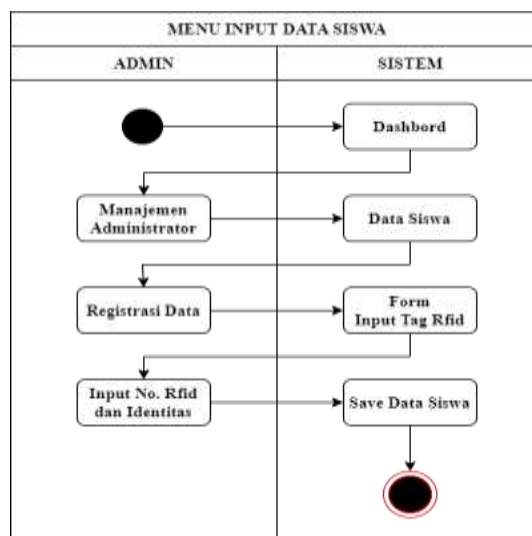 MENU INPUT DATA SISWA
ADMIN
SISTEM
Dashbord
Manajemen
Administrator
Data Siswa
Registrasi Data
Form
Input Tag Rfid
Input No. Rfid
dan Identitas
Save Data Siswa